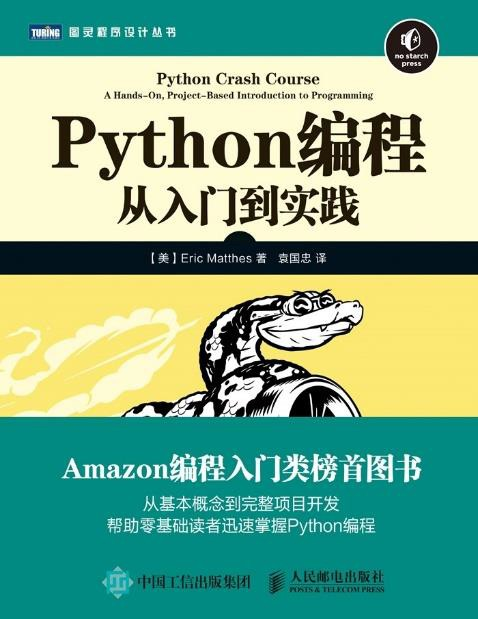 TURING 图灵程序设计丛书
no starch
press
Python Crash Course
A Hands-On, Project-Based Introduction to Programming
Python编程
从入门到实践
【美】Eric Matthes 著 袁国忠 译
Amazon编程入门类榜首图书
从基本概念到完整项目开发
帮助零基础读者迅速掌握Python编程
中国工信出版集团 人民邮电出版社
POSTS & TELECOM PRESS